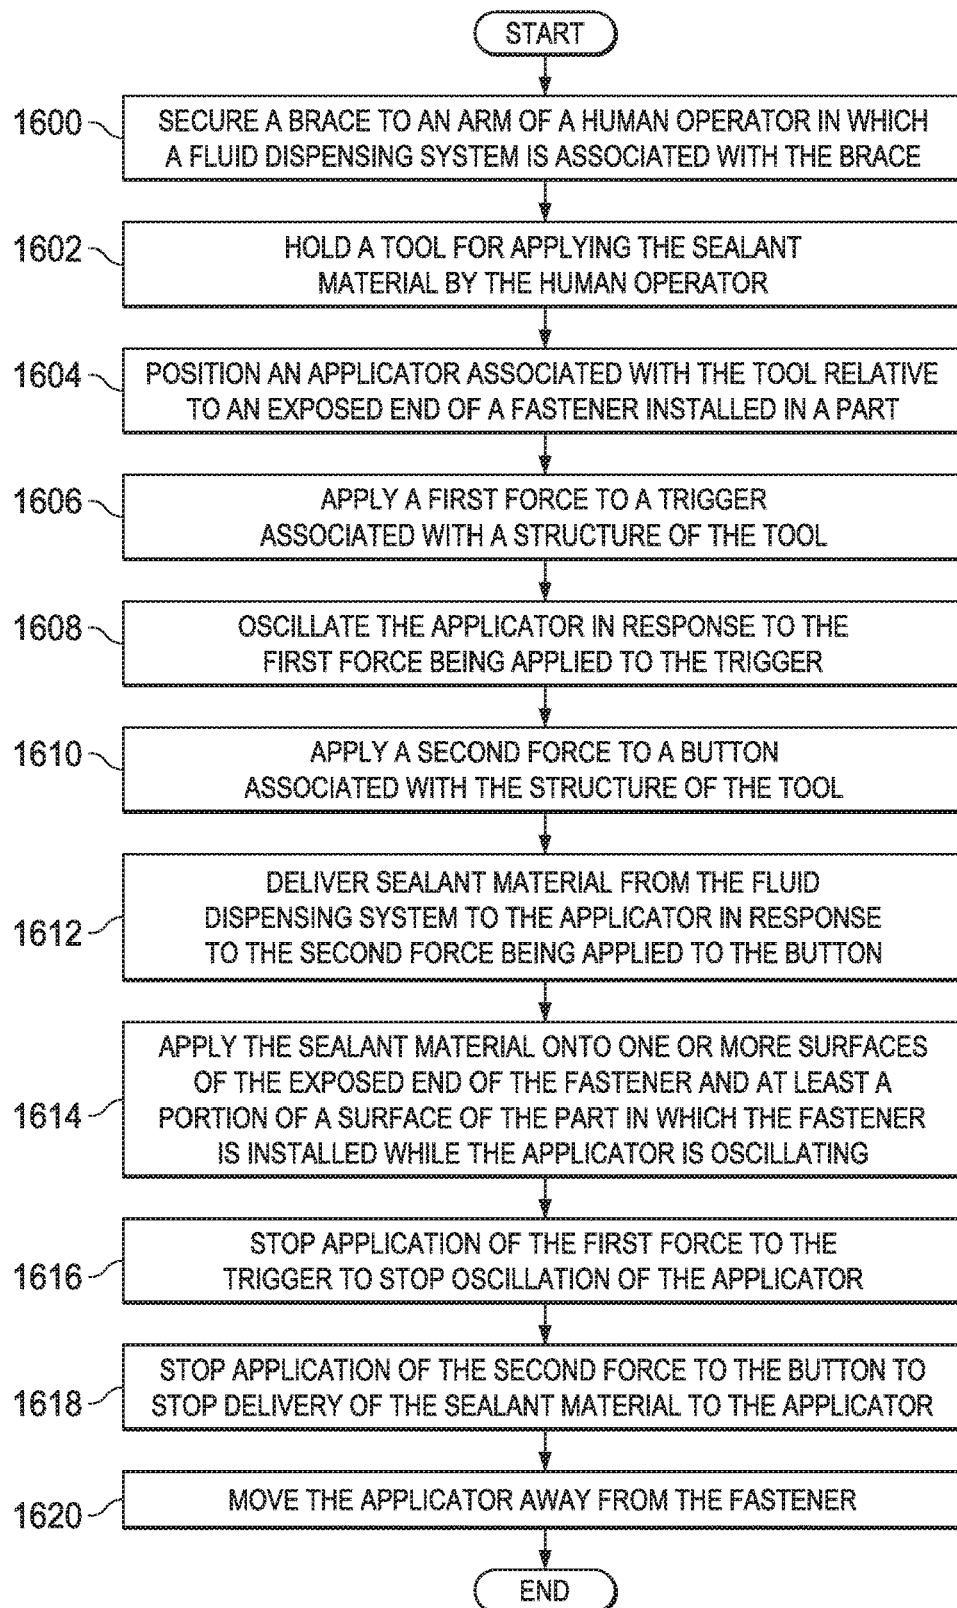 START
1600
SECURE A BRACE TO AN ARM OF A HUMAN OPERATOR IN WHICH
A FLUID DISPENSING SYSTEM IS ASSOCIATED WITH THE BRACE
1602
HOLD A TOOL FOR APPLYING THE SEALANT
MATERIAL BY THE HUMAN OPERATOR
1604
POSITION AN APPLICATOR ASSOCIATED WITH THE TOOL RELATIVE
TO AN EXPOSED END OF A FASTENER INSTALLED IN A PART
1606
APPLY A FIRST FORCE TO A TRIGGER
ASSOCIATED WITH A STRUCTURE OF THE TOOL
1608
OSCILLATE THE APPLICATOR IN RESPONSE TO THE
FIRST FORCE BEING APPLIED TO THE TRIGGER
1610
APPLY A SECOND FORCE TO A BUTTON
ASSOCIATED WITH THE STRUCTURE OF THE TOOL
1612
DELIVER SEALANT MATERIAL FROM THE FLUID
DISPENSING SYSTEM TO THE APPLICATOR IN RESPONSE
TO THE SECOND FORCE BEING APPLIED TO THE BUTTON
1614
APPLY THE SEALANT MATERIAL ONTO ONE OR MORE SURFACES
OF THE EXPOSED END OF THE FASTENER AND AT LEAST A
PORTION OF A SURFACE OF THE PART IN WHICH THE FASTENER
IS INSTALLED WHILE THE APPLICATOR IS OSCILLATING
1616
STOP APPLICATION OF THE FIRST FORCE TO THE
TRIGGER TO STOP OSCILLATION OF THE APPLICATOR
1618
STOP APPLICATION OF THE SECOND FORCE TO THE BUTTON TO
STOP DELIVERY OF THE SEALANT MATERIAL TO THE APPLICATOR
1620
MOVE THE APPLICATOR AWAY FROM THE FASTENER
END